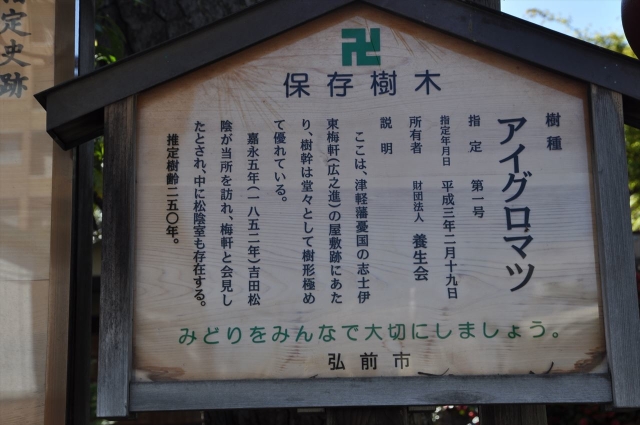 指定史跡
卍
保存樹木
樹種
アイグロマツ
指定 第一号
指定年月日 平成三年二月十九日
所有者 財団法人 養生会
説明
ここは、津軽藩憂国の志士伊
東梅軒(広之進)の屋敷跡にあた
り、樹幹は堂々として樹形極め
て優れている。
嘉永五年(一八五二年)吉田松
陰が当所を訪れ、梅軒と会見し
たとされ、中に松陰室も存在する。
推定樹齢二五〇年。
みどりをみんなで大切にしましょう。
弘前市